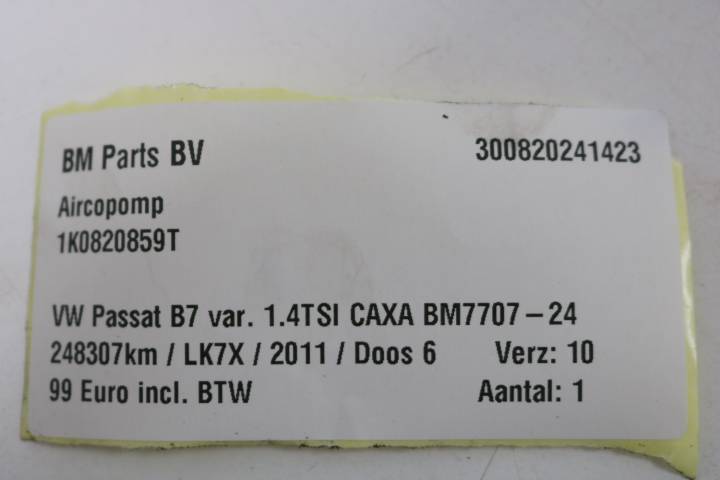 BM Parts BV 300820241423
Aircopomp
1K0820859T
VW Passat B7 var. 1.4TSI CAXA BM7707-24
248307km / LK7X / 2011 / Doos 6 Verz: 10
99 Euro incl. BTW Aantal: 1